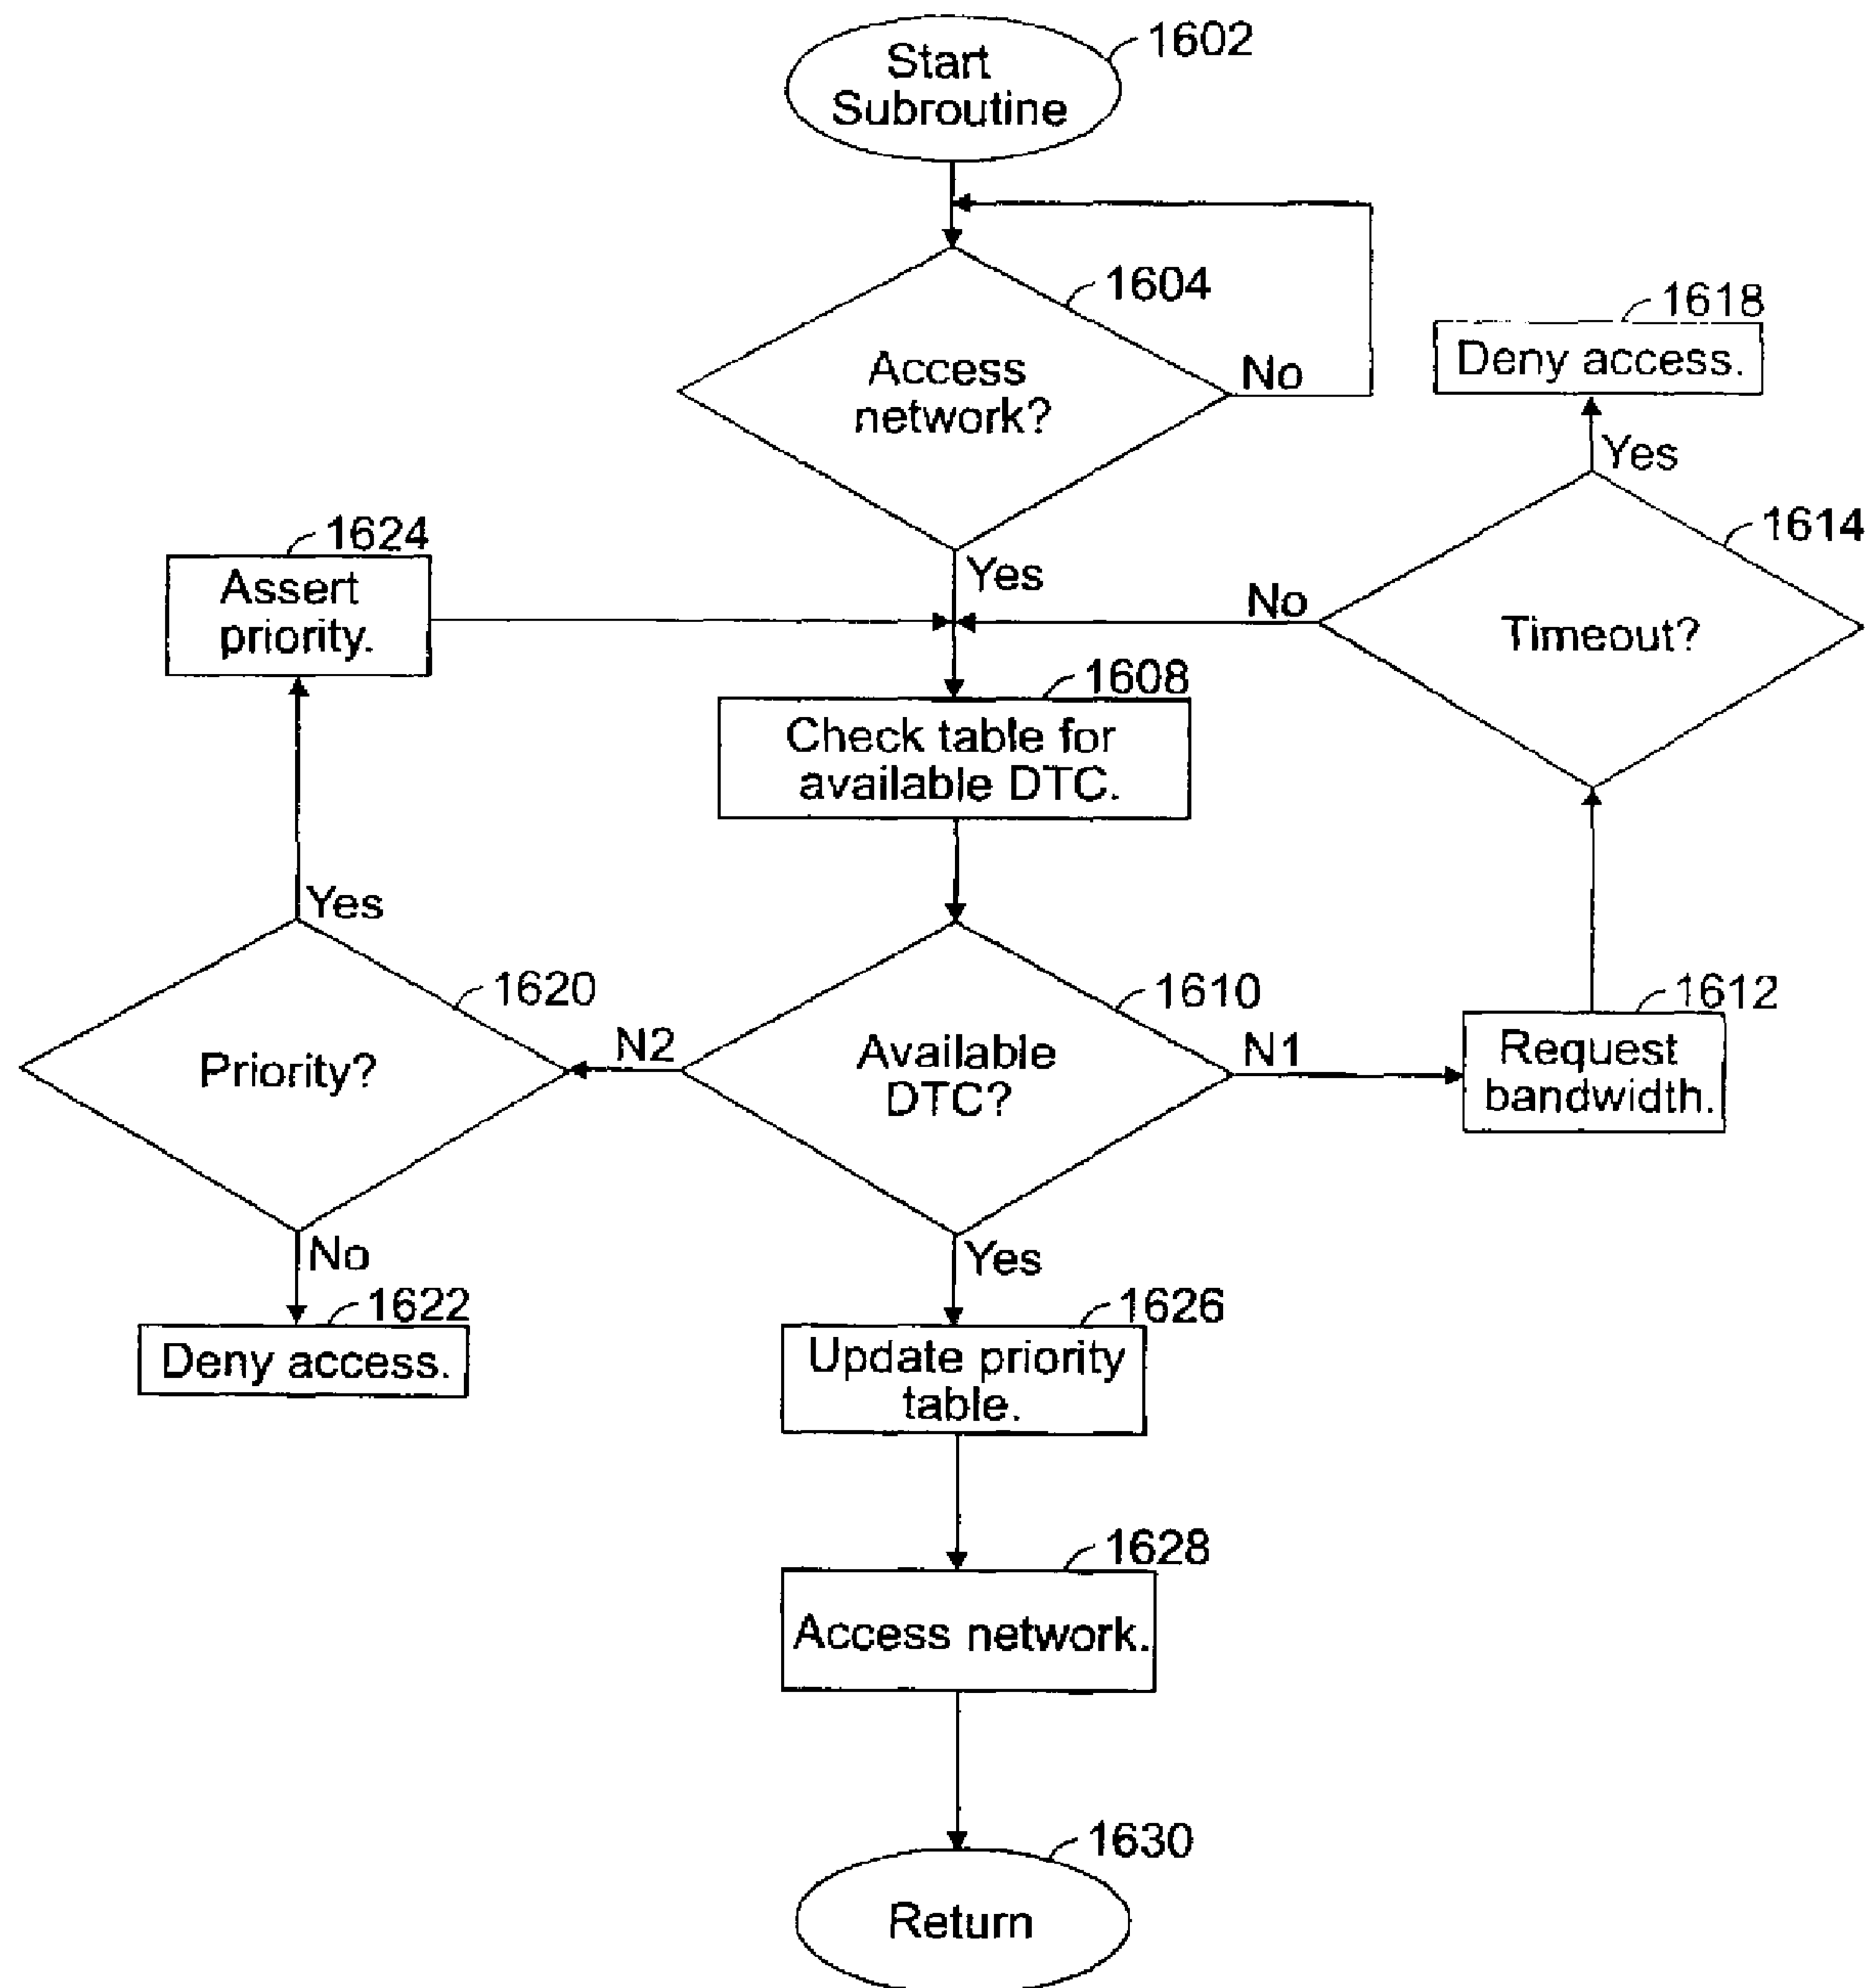 1602
Start
Subroutine
1604
Access
network?
No
1618
Deny access.
Yes
1624
Assert
priority.
Yes
No
1614
Timeout?
1608
Check table for
available DTC.
Yes
1620
Priority?
N2
1610
Available
DTC?
N1
1612
Request
bandwidth.
No
Yes
1622
Deny access.
1626
Update priority
table.
1628
Access network.
1630
Return